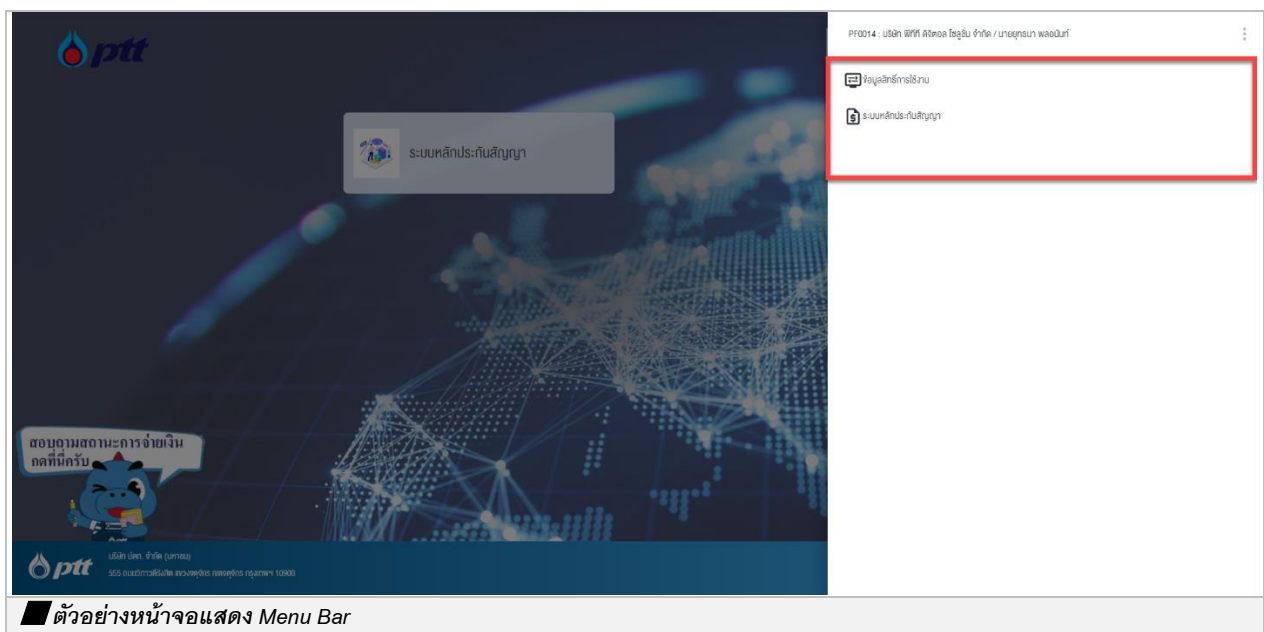 ptt
PF0014 : บริษัท พีทีที ดิจิตอล โซลูชั่น จำกัด / นายยุทธนา พลอนันท์
ข้อมูลสิทธิ์การใช้งาน
ระบบหลักประกันสัญญา
ระบบหลักประกันสัญญา
สอบถามสถานะการจ่ายเงิน
กดที่นี่ครับ
ptt
บริษัท ปตท. จำกัด (มหาชน)
555 ถนนวิภาวดีรังสิต แขวงจตุจักร เขตจตุจักร กรุงเทพฯ 10900
ตัวอย่างหน้าจอแสดง Menu Bar